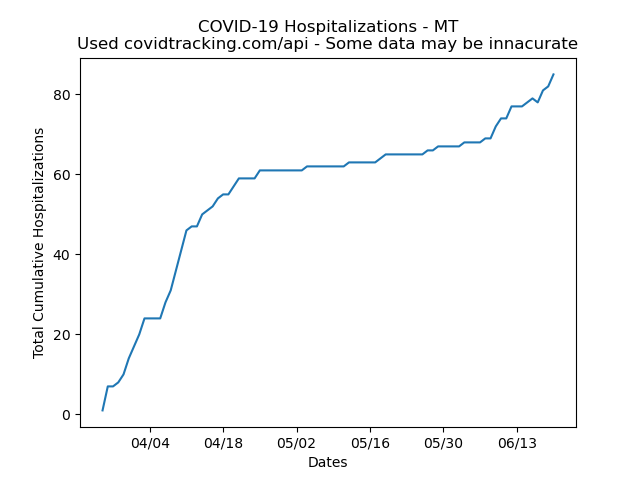 COVID-19 Hospitalizations - MT
Used covidtracking.com/api - Some data may be innacurate
80
60
40
20
0
Total Cumulative Hospitalizations
04/04 04/18 05/02 05/16 05/30 06/13
Dates